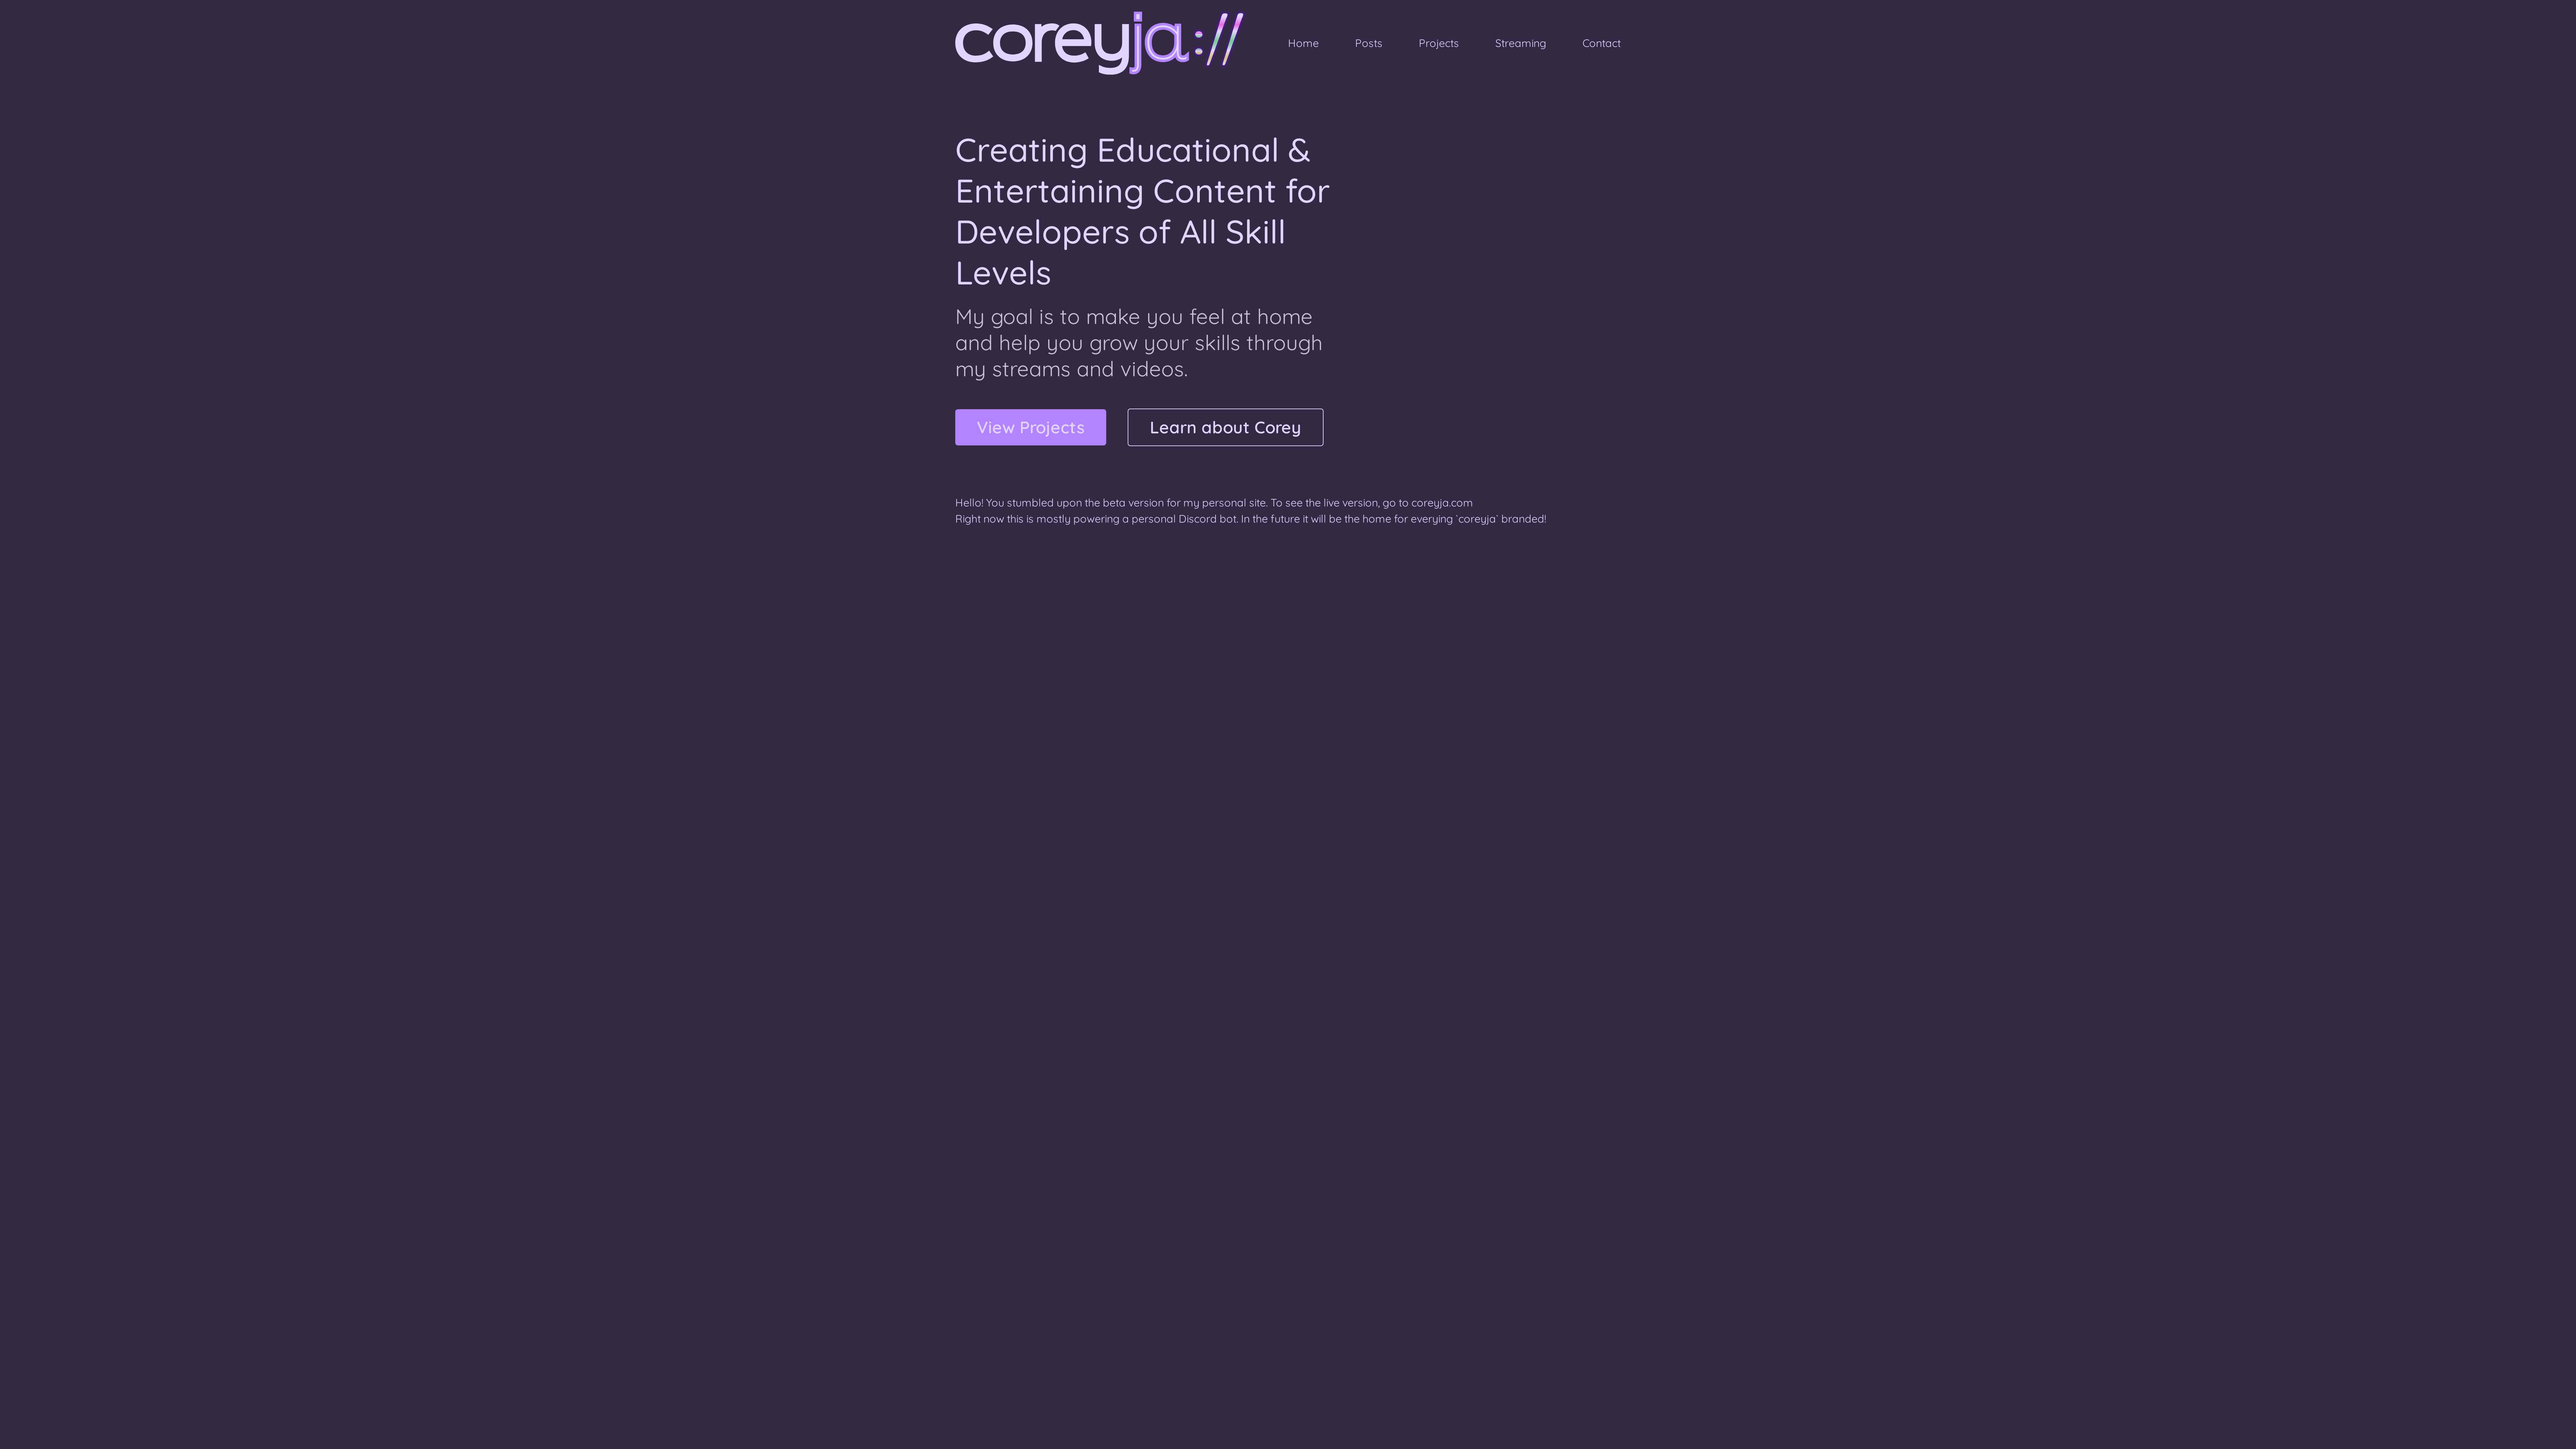 coreyja://
Home
Posts
Projects
Streaming
Contact
Creating Educational &
Entertaining Content for
Developers of All Skill
Levels
My goal is to make you feel at home
and help you grow your skills through
my streams and videos.
View Projects
Learn about Corey
Hello! You stumbled upon the beta version for my personal site. To see the live version, go to coreyja.com
Right now this is mostly powering a personal Discord bot. In the future it will be the home for everying `coreyja` branded!